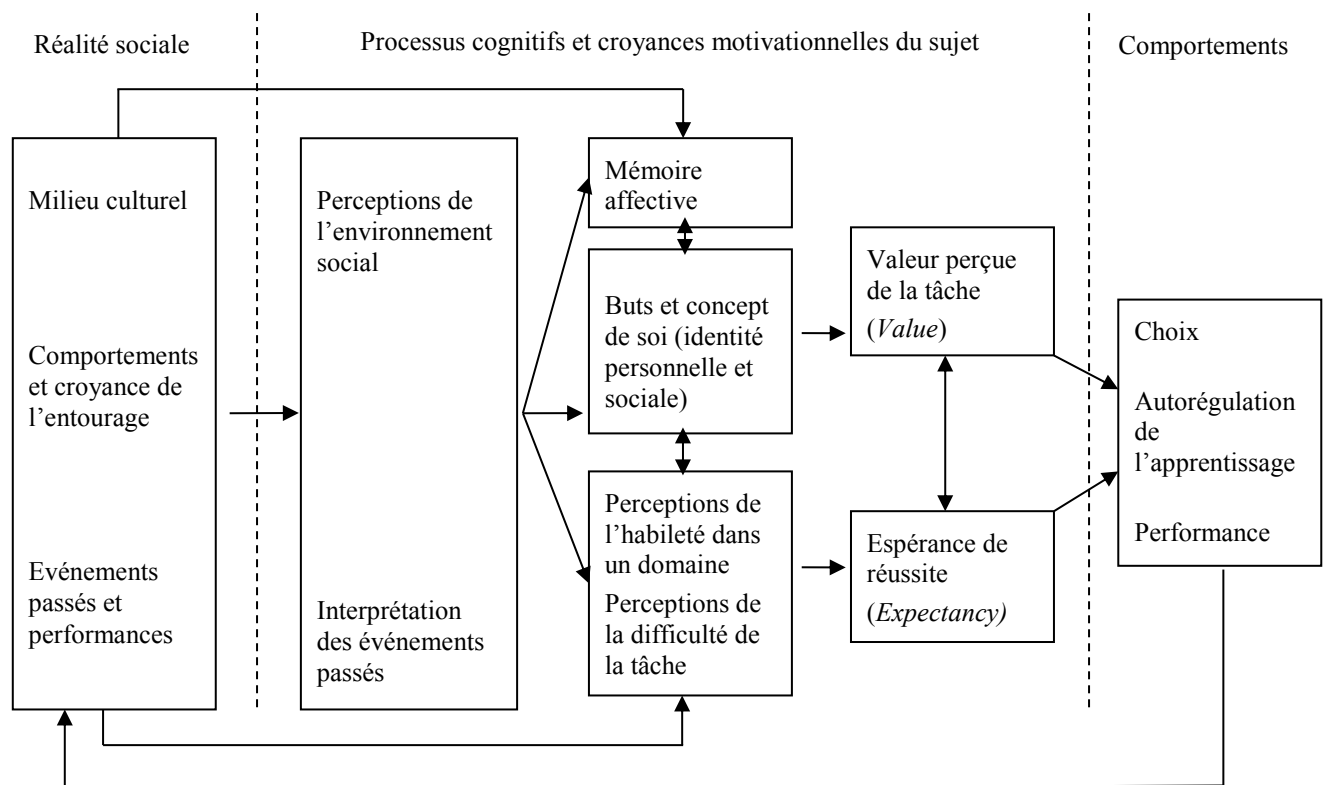 Réalité sociale
Processus cognitifs et croyances motivationnelles du sujet
Comportements
Milieu culturel
Comportements
et croyance de
l'entourage
Evénements
passés et
performances
Perceptions de
l'environnement
social
Interprétation
des événements
passés
Mémoire
affective
Buts et concept
de soi (identité
personnelle et
sociale)
Perceptions de
l'habileté dans
un domaine
Perceptions de
la difficulté de
la tâche
Valeur perçue
de la tâche
(Value)
Espérance de
réussite
(Expectancy)
Choix
Autorégulation
de
l'apprentissage
Performance